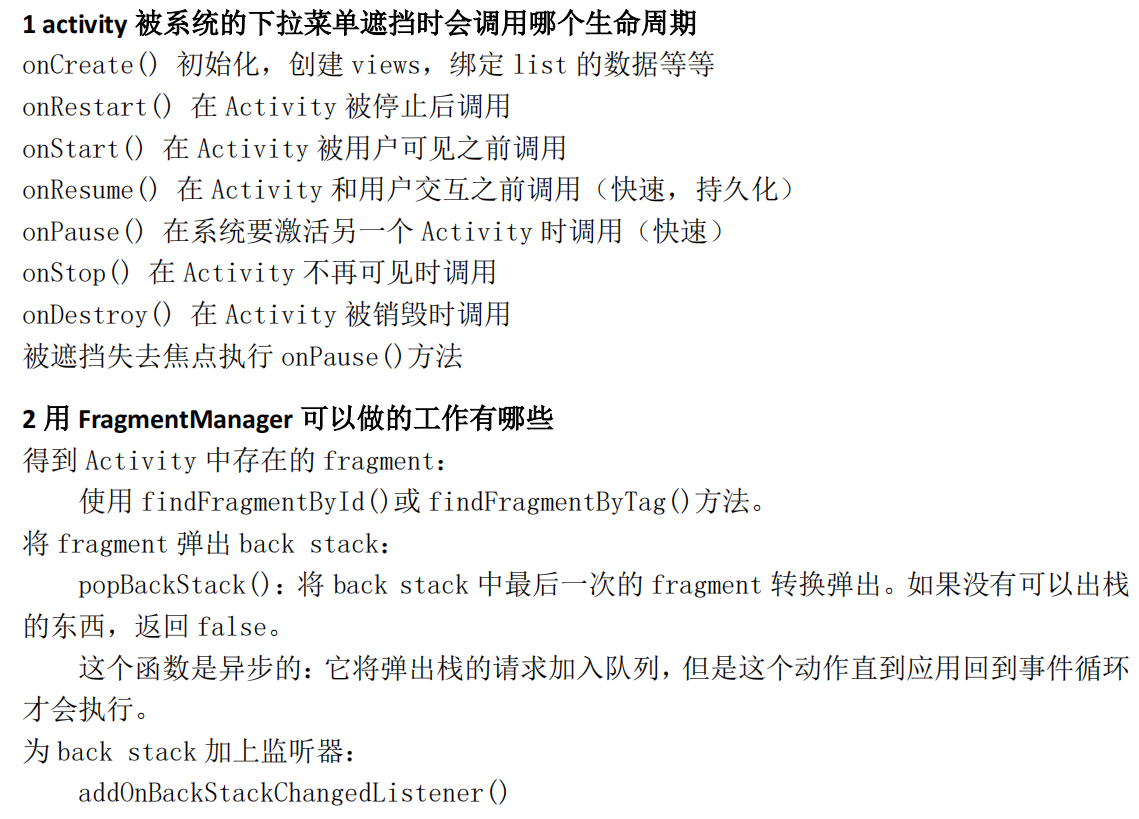 1 activity 被系统的下拉菜单遮挡时会调用哪个生命周期
onCreate() 初始化，创建 views，绑定 list 的数据等等
onRestart() 在 Activity 被停止后调用
onStart() 在 Activity 被用户可见之前调用
onResume() 在 Activity 和用户交互之前调用（快速，持久化）
onPause() 在系统要激活另一个 Activity 时调用（快速）
onStop() 在 Activity 不再可见时调用
onDestroy() 在 Activity 被销毁时调用
被遮挡失去焦点执行 onPause()方法
2 用 FragmentManager 可以做的工作有哪些
得到 Activity 中存在的 fragment：
使用 findFragmentById()或 findFragmentByTag()方法。
将 fragment 弹出 back stack：
popBackStack()：将 back stack 中最后一次的 fragment 转换弹出。如果没有可以出栈
的东西，返回 false。
这个函数是异步的：它将弹出栈的请求加入队列，但是这个动作直到应用回到事件循环
才会执行。
为 back stack 加上监听器：
addOnBackStackChangedListener()